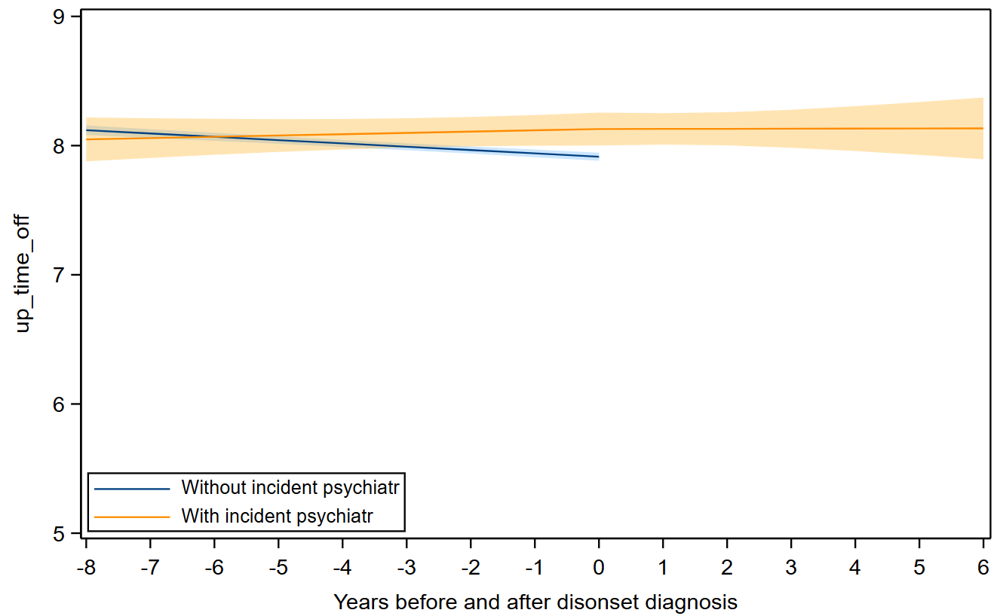 9
8
7
6
5
up_time_off
Without incident psychiatr
With incident psychiatr
-8 -7 -6 -5 -4 -3 -2 -1 0 1 2 3 4 5 6
Years before and after disonset diagnosis